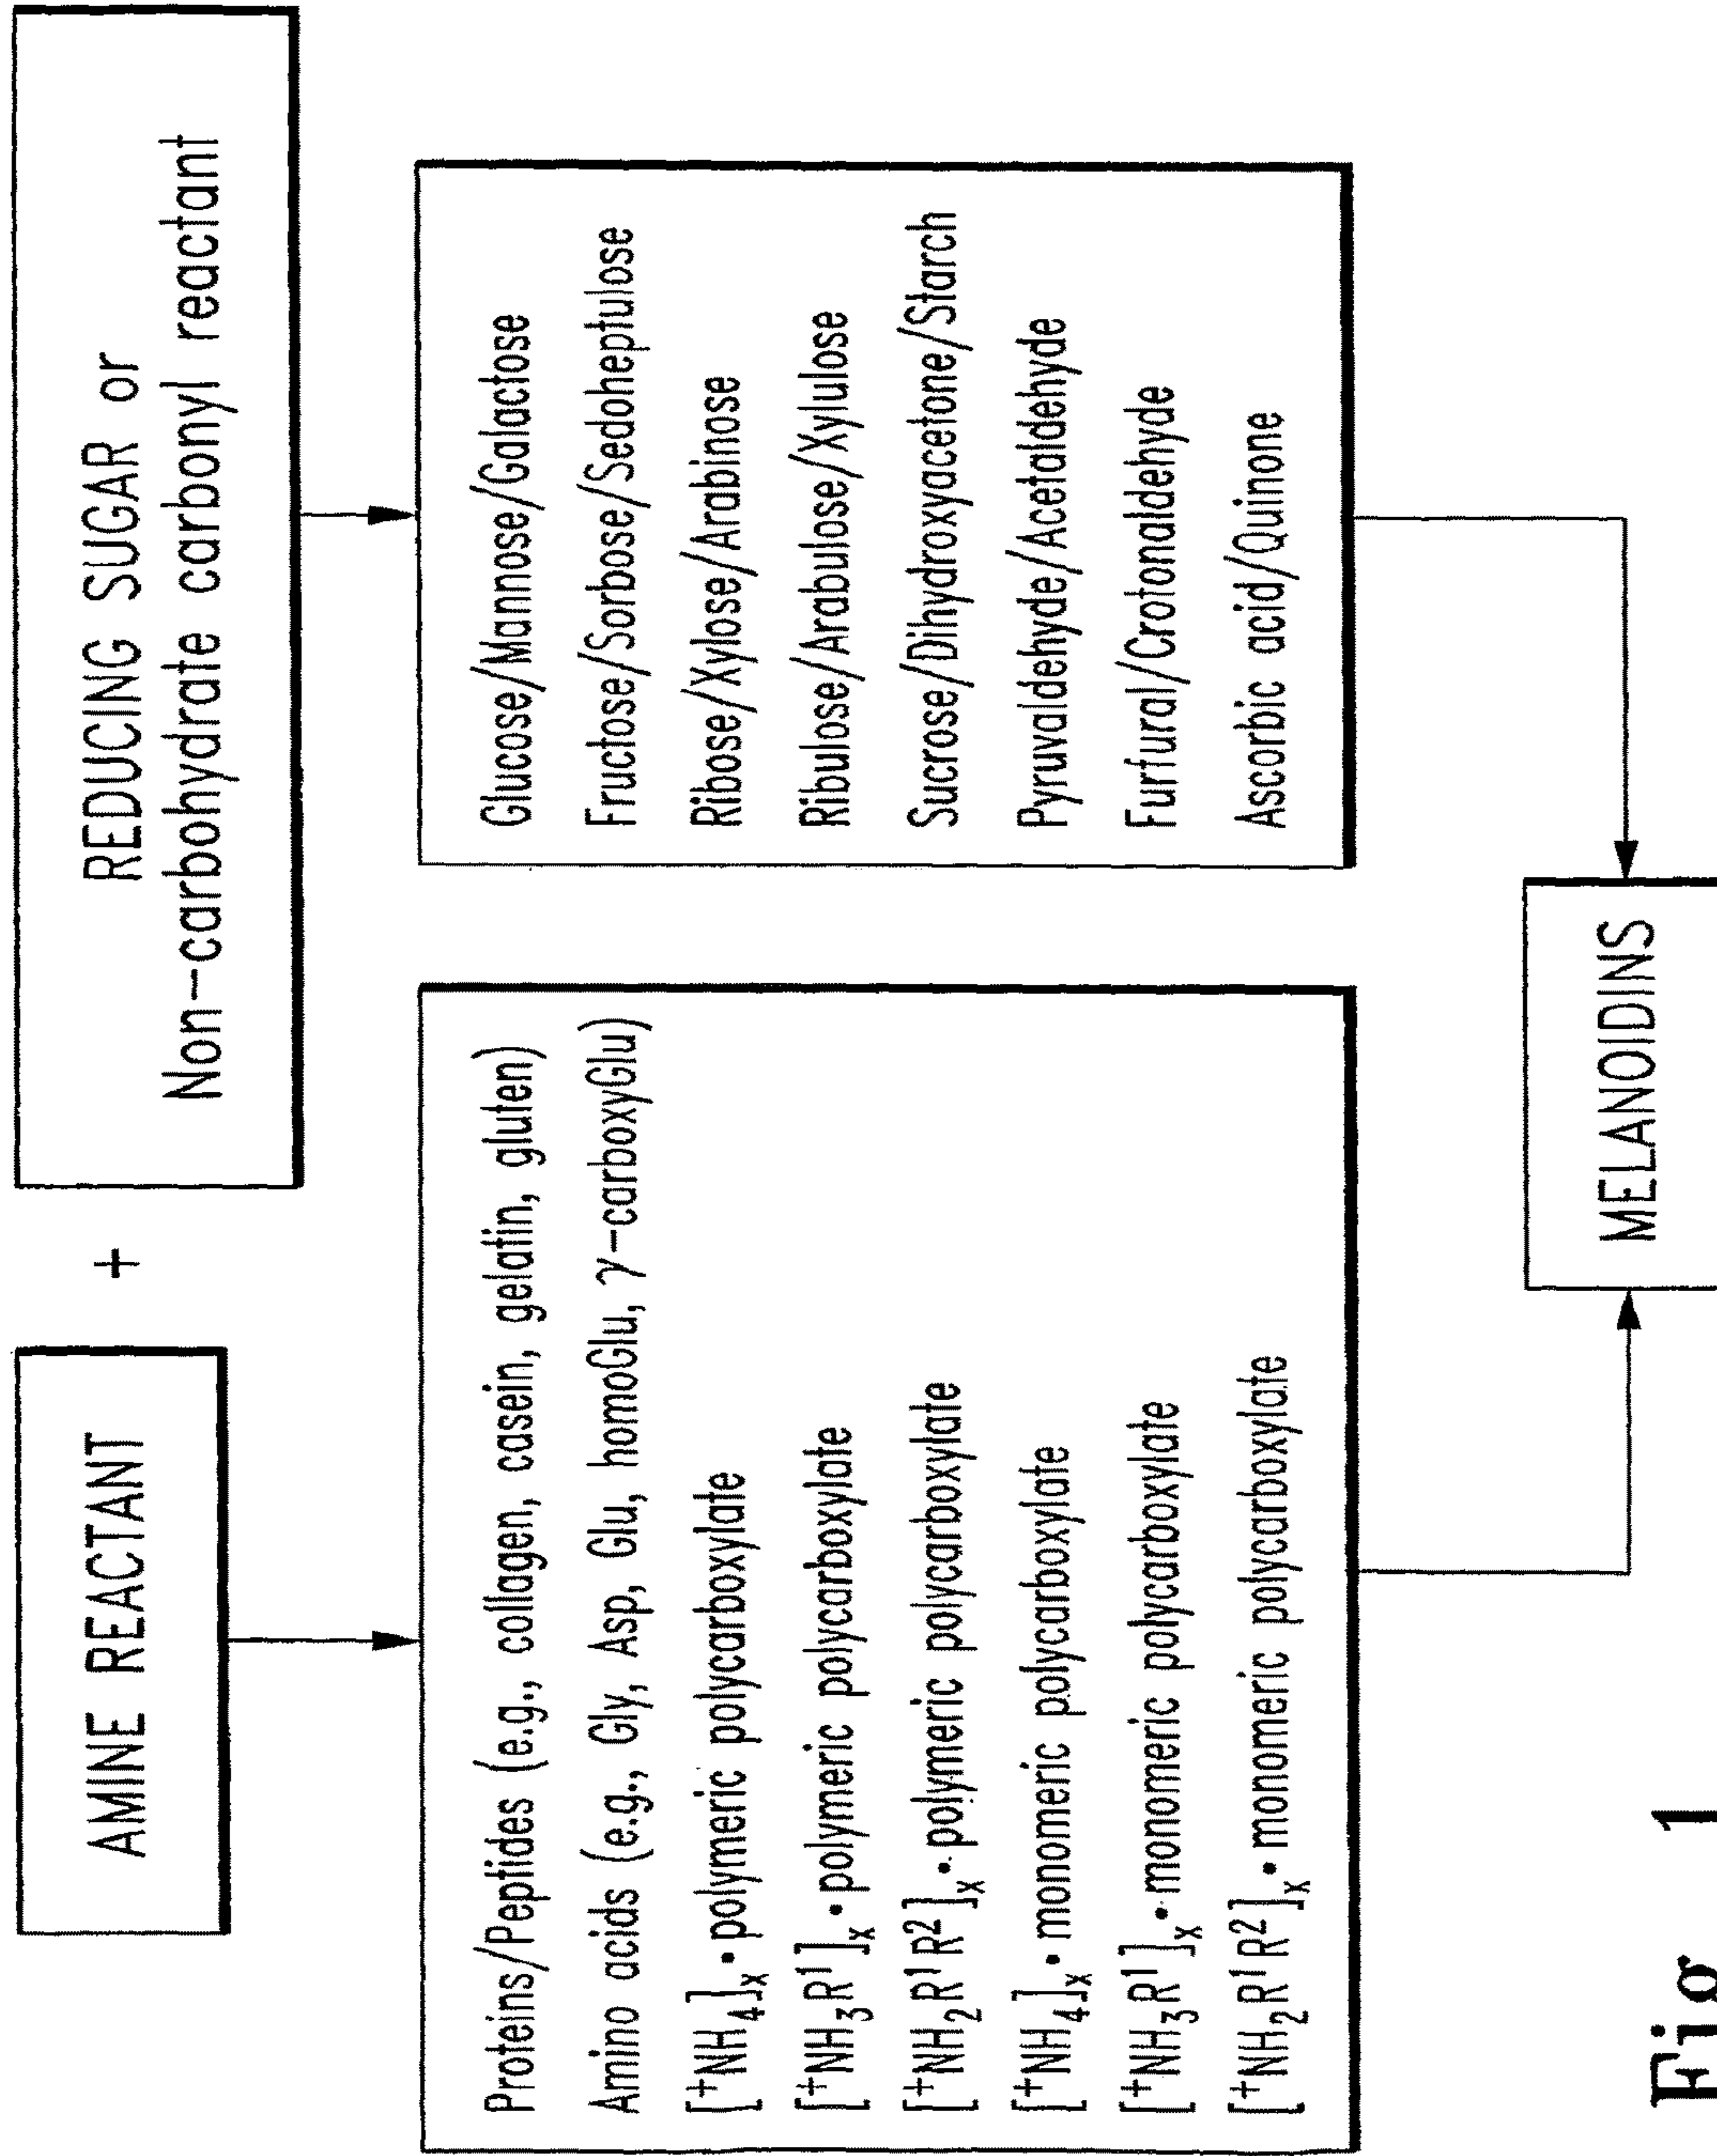 AMINE REACTANT
+
REDUCING SUGAR or
Non-carbohydrate carbonyl reactant
Proteins/Peptides (e.g., collagen, casein, gelatin, gluten)
Amino acids (e.g., Gly, Asp, Glu, homoGlu, γ-carboxyGlu)
[⁺NH₄]ₓ•polymeric polycarboxylate
[⁺NH₃R¹]ₓ•polymeric polycarboxylate
[⁺NH₂R¹R²]ₓ•polymeric polycarboxylate
[⁺NH₄]ₓ•monomeric polycarboxylate
[⁺NH₃R¹]ₓ•monomeric polycarboxylate
[⁺NH₂R¹R²]ₓ•monomeric polycarboxylate
Glucose/Mannose/Galactose
Fructose/Sorbose/Sedoheptulose
Ribose/Xylose/Arabinose
Ribulose/Arabulose/Xylulose
Sucrose/Dihydroxyacetone/Starch
Pyruvaldehyde/Acetaldehyde
Furfural/Crotonaldehyde
Ascorbic acid/Quinone
MELANOIDINS
Fig 1